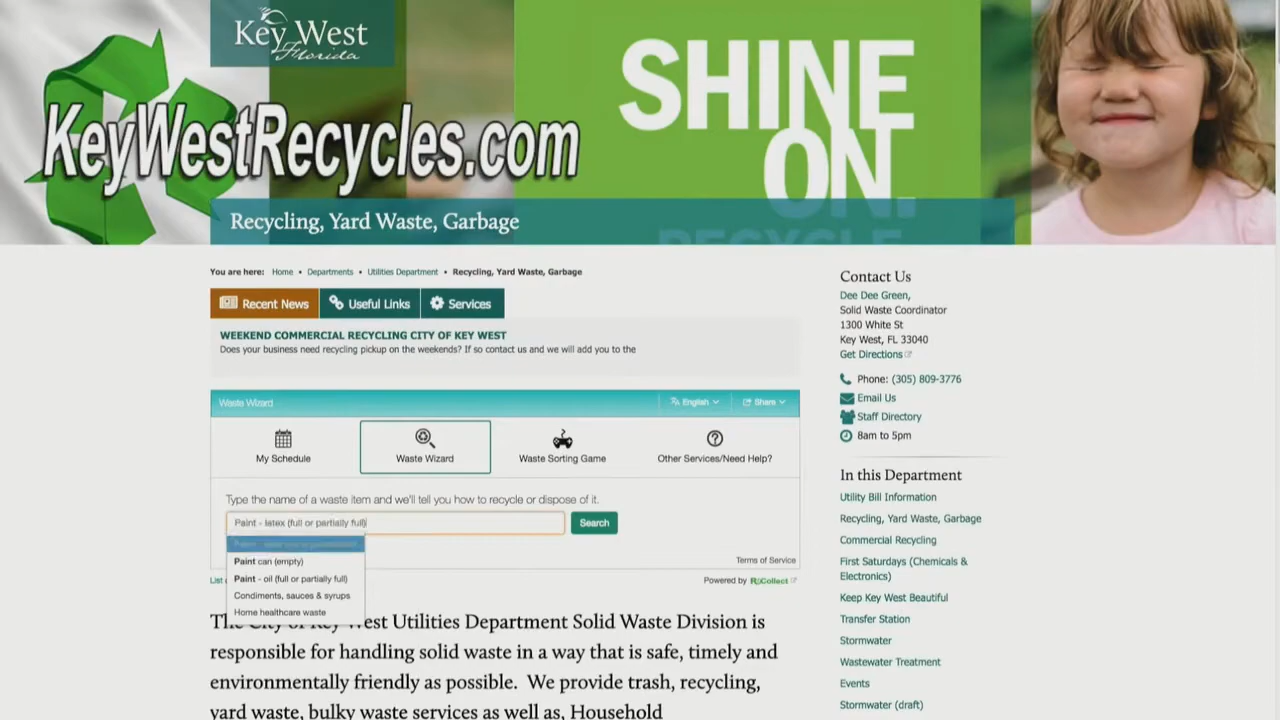 Key West
Florida
KeyWestRecycles.com
SHINE
ON.
RECYCLE
Recycling, Yard Waste, Garbage
You are here: Home • Departments • Utilities Department • Recycling, Yard Waste, Garbage
Recent News Useful Links Services
WEEKEND COMMERCIAL RECYCLING CITY OF KEY WEST
Does your business need recycling pickup on the weekends? If so contact us and we will add you to the
Waste Wizard English Share
My Schedule Waste Wizard Waste Sorting Game Other Services/Need Help?
Type the name of a waste item and we'll tell you how to recycle or dispose of it.
Paint - latex (full or partially full) Search
Paint can (empty)
Paint - oil (full or partially full)
Condiments, sauces & syrups
Home healthcare waste
Terms of Service
List
Powered by ReCollect
The City of Key West Utilities Department Solid Waste Division is
responsible for handling solid waste in a way that is safe, timely and
environmentally friendly as possible. We provide trash, recycling,
yard waste, bulky waste services as well as, Household
Contact Us
Dee Dee Green,
Solid Waste Coordinator
1300 White St
Key West, FL 33040
Get Directions
Phone: (305) 809-3776
Email Us
Staff Directory
8am to 5pm
In this Department
Utility Bill Information
Recycling, Yard Waste, Garbage
Commercial Recycling
First Saturdays (Chemicals &
Electronics)
Keep Key West Beautiful
Transfer Station
Stormwater
Wastewater Treatment
Events
Stormwater (draft)